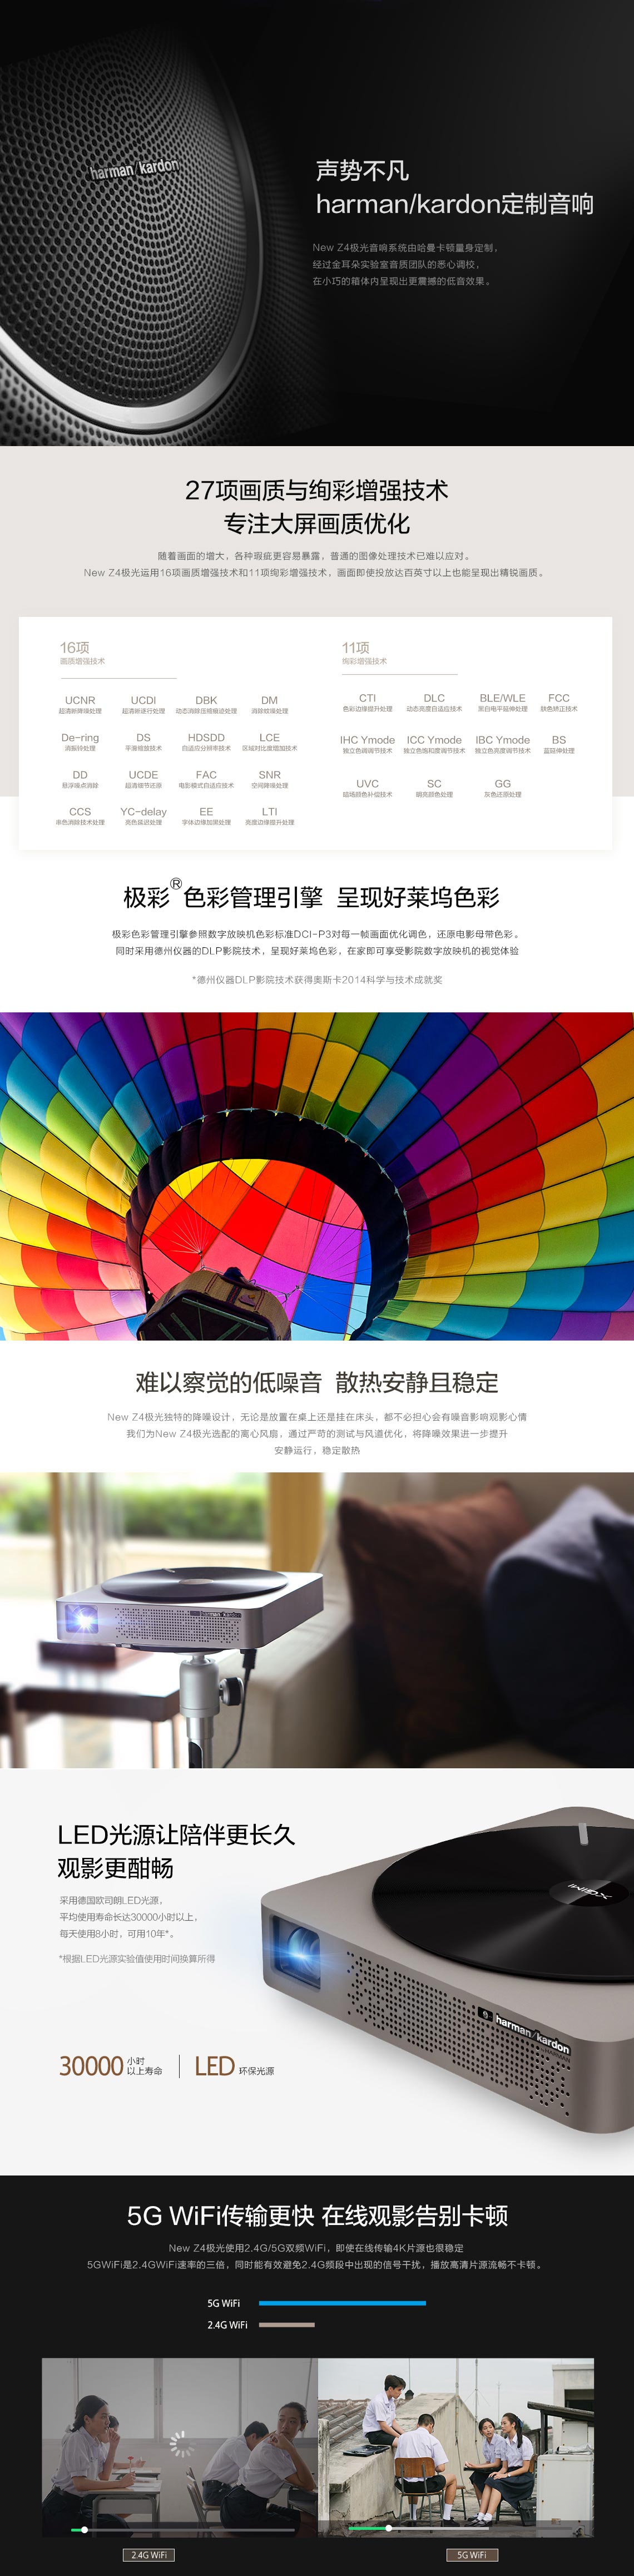 harman/kardon
声势不凡
harman/kardon定制音响
New Z4极光音响系统由哈曼卡顿量身定制，
经过金耳朵实验室音质团队的悉心调校，
在小巧的箱体内呈现出更震撼的低音效果。
27项画质与绚彩增强技术
专注大屏画质优化
随着画面的增大，各种瑕疵更容易暴露，普通的图像处理技术已难以应对。
New Z4极光运用16项画质增强技术和11项绚彩增强技术，画面即使投放达百英寸以上也能呈现出精锐画质。
16项
画质增强技术
UCNR UCDI DBK DM
超清新降噪处理 超清新逐行处理 动态消除压缩痕迹处理 消除梳噪处理
De-ring DS HDSDD LCE
消振铃处理 平滑缩放技术 自适应分辨率技术 区域对比度增加技术
DD UCDE FAC SNR
悬浮噪点消除 超清细节还原 电影模式自适应技术 空间降噪处理
CCS YC-delay EE LTI
串色消除技术处理 亮色延迟处理 字体边缘加黑处理 亮度边缘提升处理
11项
绚彩增强技术
CTI DLC BLE/WLE FCC
色彩边缘提升处理 动态亮度自适应技术 黑白电平延伸处理 肤色矫正技术
IHC Ymode ICC Ymode IBC Ymode BS
独立色调调节技术 独立色饱和度调节技术 独立色亮度调节技术 蓝延伸处理
UVC SC GG
暗场颜色补偿技术 明亮颜色处理 灰色还原处理
极彩®色彩管理引擎 呈现好莱坞色彩
极彩色彩管理引擎参照数字放映机色彩标准DCI-P3对每一帧画面优化调色，还原电影母带色彩。
同时采用德州仪器的DLP影院技术，呈现好莱坞色彩，在家即可享受影院数字放映机的视觉体验
*德州仪器DLP影院技术获得奥斯卡2014科学与技术成就奖
难以察觉的低噪音 散热安静且稳定
New Z4极光独特的降噪设计，无论是放置在桌上还是挂在床头，都不必担心会有噪音影响观影心情
我们为New Z4极光选配的离心风扇，通过严苛的测试与风道优化，将降噪效果进一步提升
安静运行，稳定散热
harman/kardon
LED光源让陪伴更长久
观影更酣畅
采用德国欧司朗LED光源，
平均使用寿命长达30000小时以上，
每天使用8小时，可用10年*。
*根据LED光源实验值使用时间换算所得
XGIMI
harman/kardon
30000 小时以上寿命 LED 环保光源
5G WiFi传输更快 在线观影告别卡顿
New Z4极光使用2.4G/5G双频WiFi，即使在线传输4K片源也很稳定
5GWiFi是2.4GWiFi速率的三倍，同时能有效避免2.4G频段中出现的信号干扰，播放高清片源流畅不卡顿。
5G WiFi
2.4G WiFi
2.4G WiFi
5G WiFi